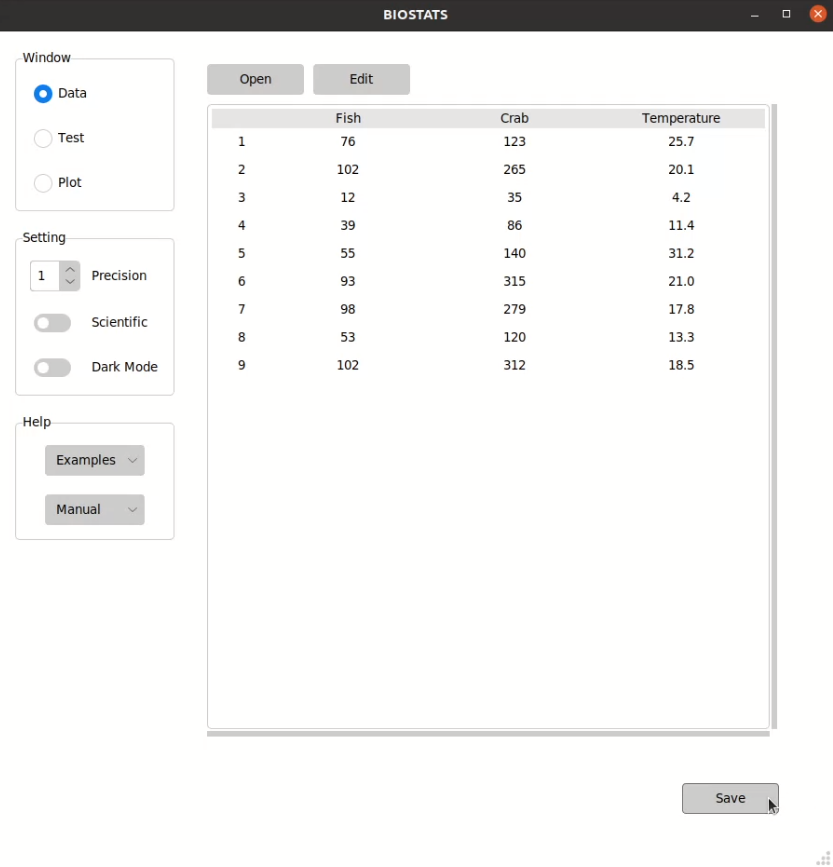 BIOSTATS
Window
Data
Test
Plot
Setting
1 Precision
Scientific
Dark Mode
Help
Examples
Manual
Open Edit
Fish Crab Temperature
1 76 123 25.7
2 102 265 20.1
3 12 35 4.2
4 39 86 11.4
5 55 140 31.2
6 93 315 21.0
7 98 279 17.8
8 53 120 13.3
9 102 312 18.5
Save